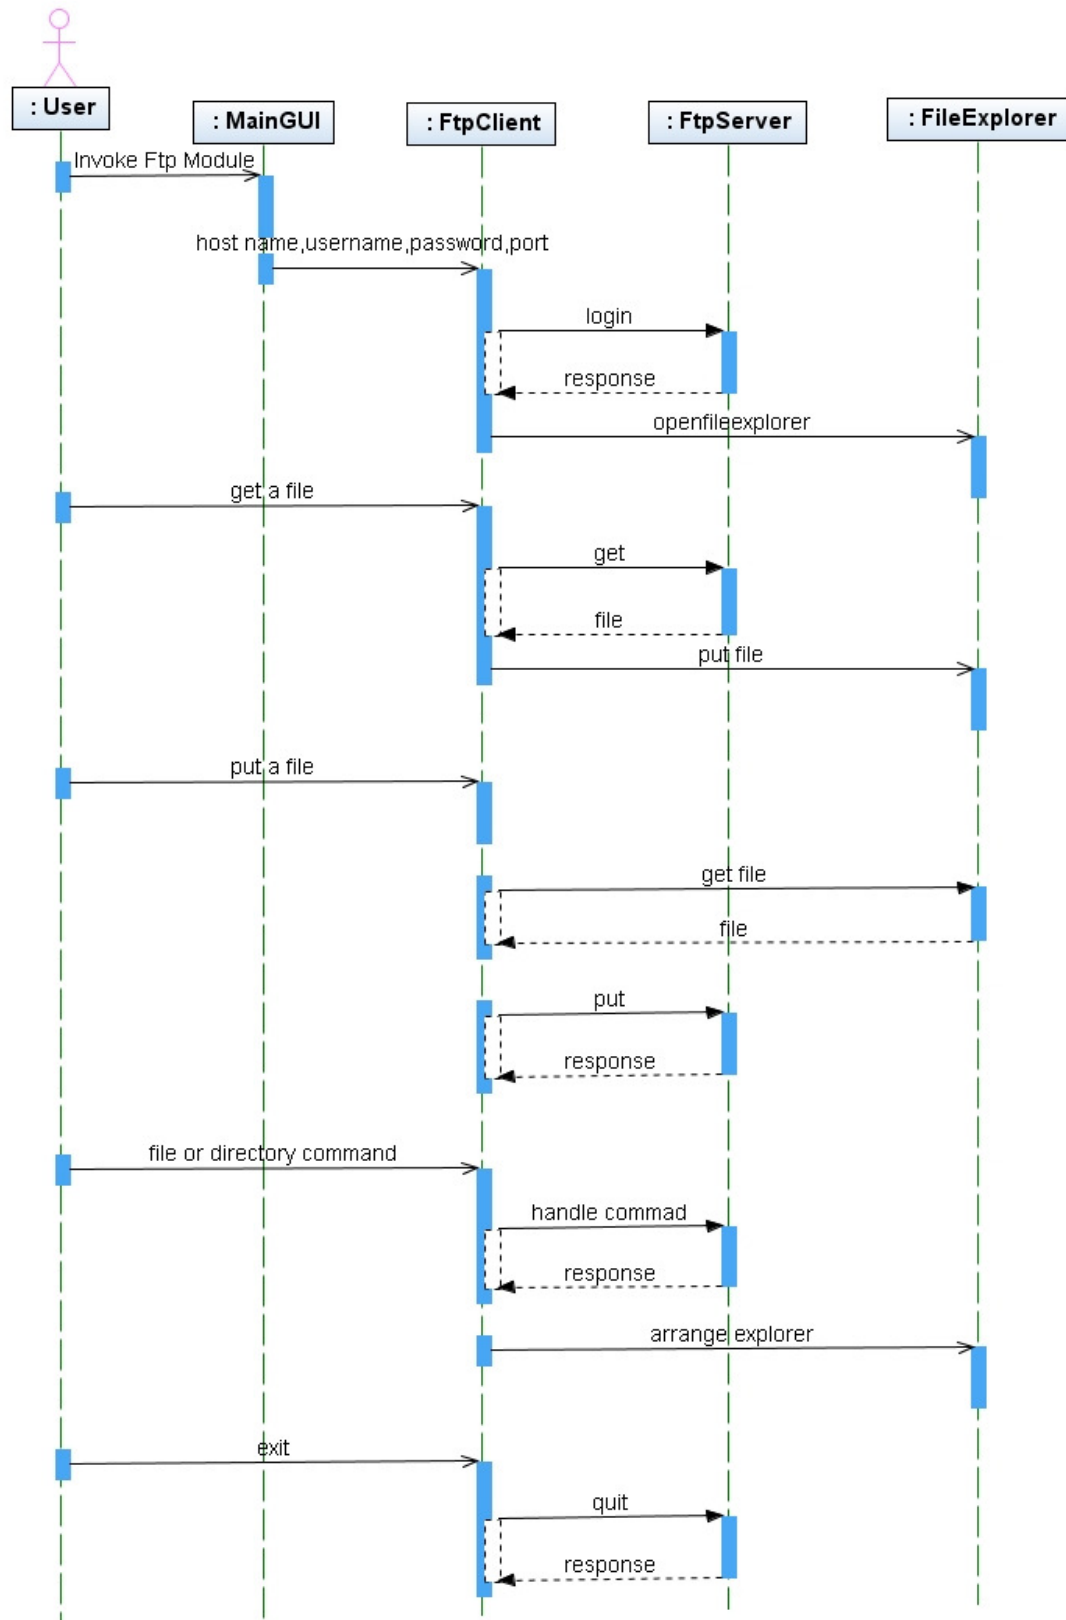 : User
: MainGUI
: FtpClient
: FtpServer
: FileExplorer
Invoke Ftp Module
host name,username,password,port
login
response
openfileexplorer
get a file
get
file
put file
put a file
get file
file
put
response
file or directory command
handle commad
response
arrange explorer
exit
quit
response